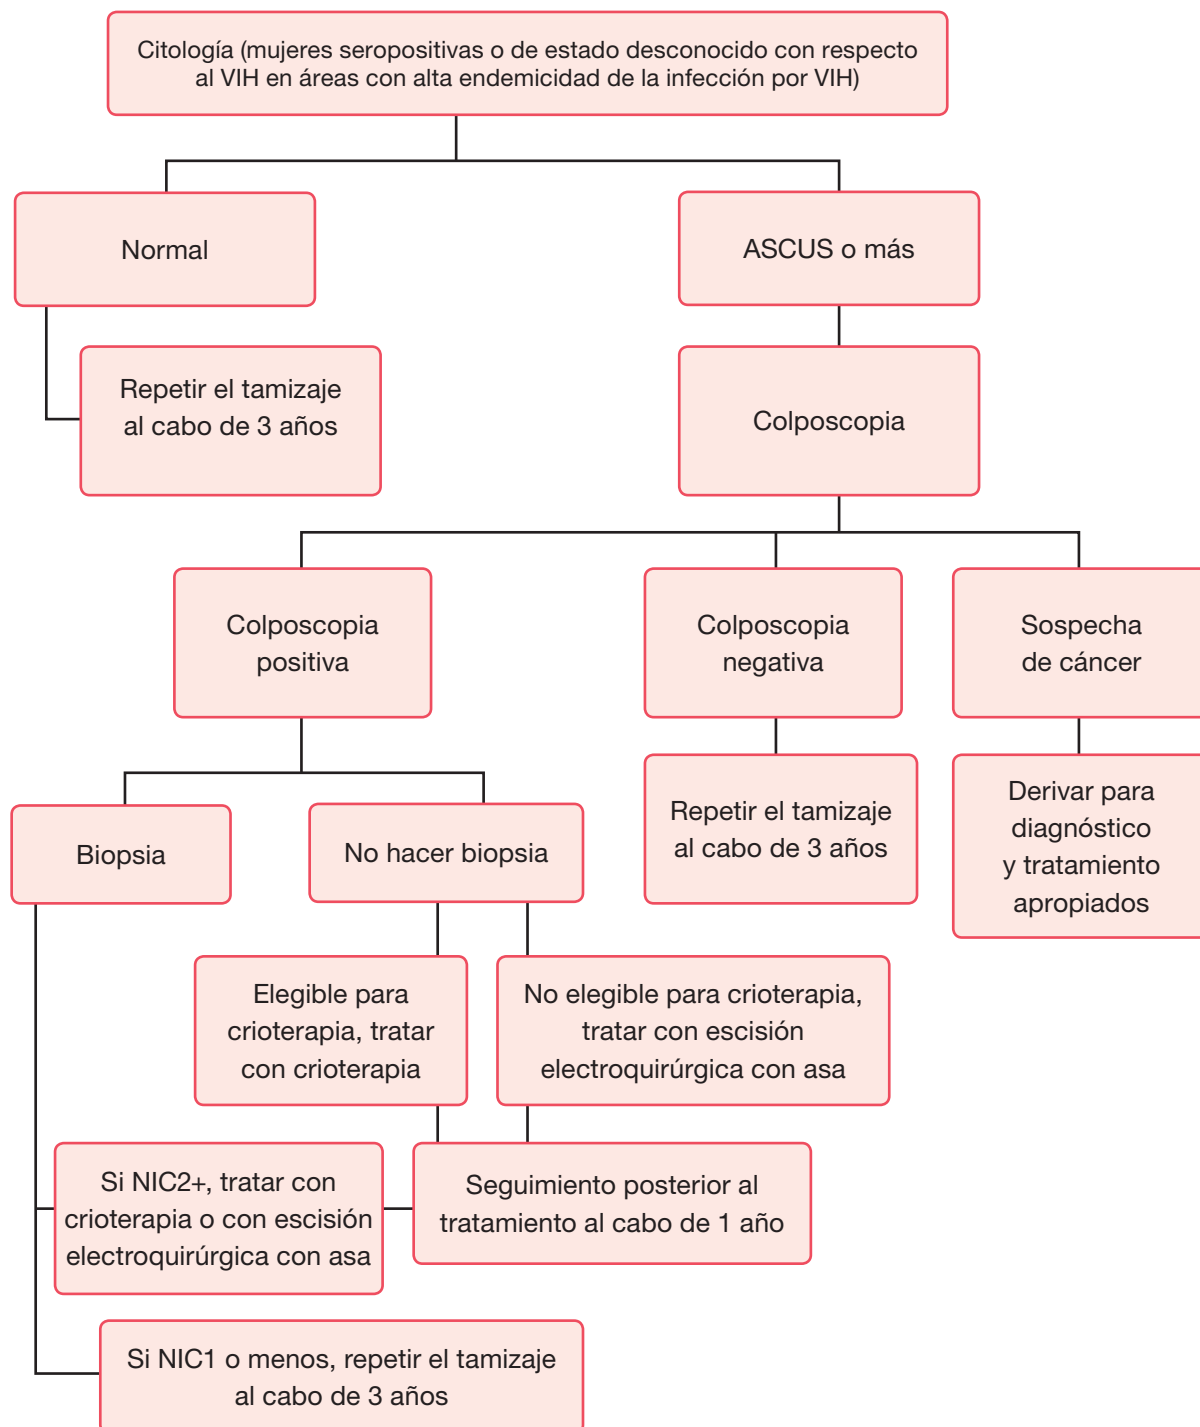 Citología (mujeres seropositivas o de estado desconocido con respecto
al VIH en áreas con alta endemicidad de la infección por VIH)
Normal
ASCUS o más
Repetir el tamizaje
al cabo de 3 años
Colposcopia
Colposcopia
positiva
Colposcopia
negativa
Sospecha
de cáncer
Biopsia
No hacer biopsia
Repetir el tamizaje
al cabo de 3 años
Derivar para
diagnóstico
y tratamiento
apropiados
Elegible para
crioterapia, tratar
con crioterapia
No elegible para crioterapia,
tratar con escisión
electroquirúrgica con asa
Si NIC2+, tratar con
crioterapia o con escisión
electroquirúrgica con asa
Seguimiento posterior al
tratamiento al cabo de 1 año
Si NIC1 o menos, repetir el tamizaje
al cabo de 3 años